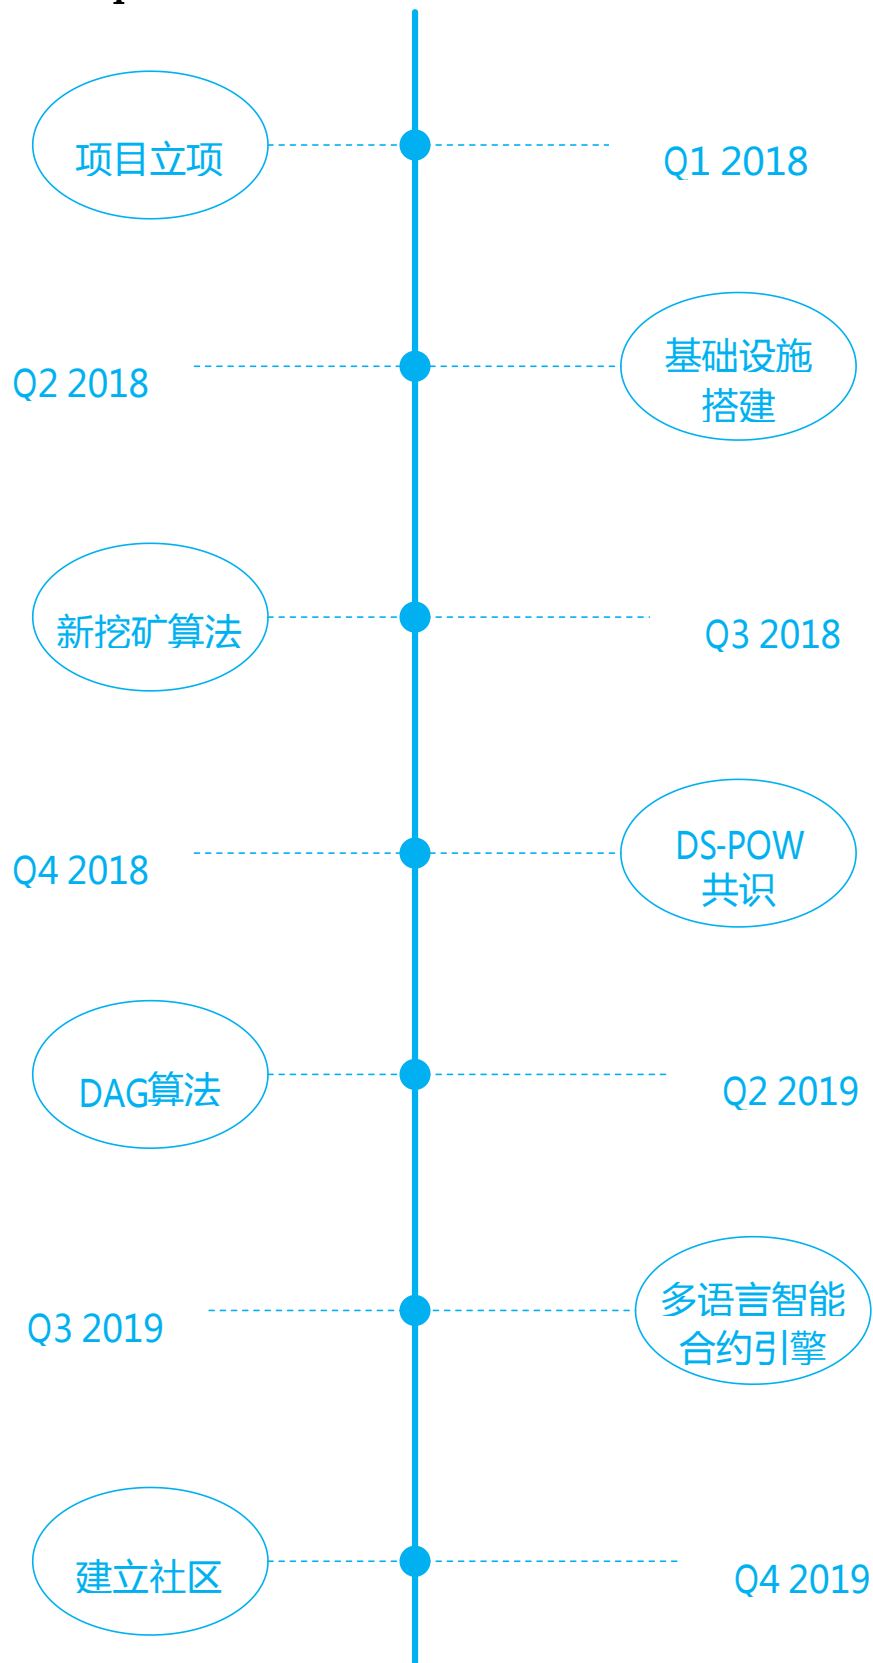 项目立项
Q1 2018
Q2 2018
基础设施
搭建
新挖矿算法
Q3 2018
Q4 2018
DS-POW
共识
DAG算法
Q2 2019
Q3 2019
多语言智能
合约引擎
建立社区
Q4 2019